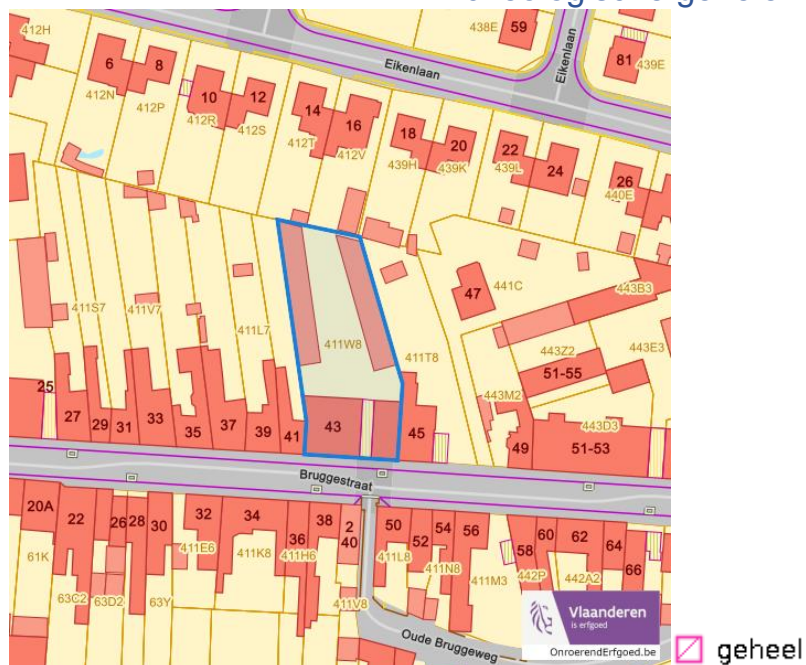 412H
438E
59
Eikenlaan
Eikenlaan
81
439E
6
8
412N
412P
10
12
412R
412S
14
16
412T
412V
18
20
439H
439K
22
24
439L
26
440E
47
441C
443B3
411S7
411V7
411L7
411W8
411T8
443Z2
443E3
51-55
443M2
443D3
25
27
29
31
33
35
37
39
41
43
45
49
51-53
Bruggestraat
20A
22
26
28
30
32
34
36
38
2
40
50
52
54
56
58
60
62
64
66
61K
63C2
63D2
63Y
411E6
411K8
411H6
411V8
411L8
411N8
411M3
442P
442A2
Oude Bruggeweg
Vlaanderen
is erfgoed
OnroerendErfgoed.be
geheel